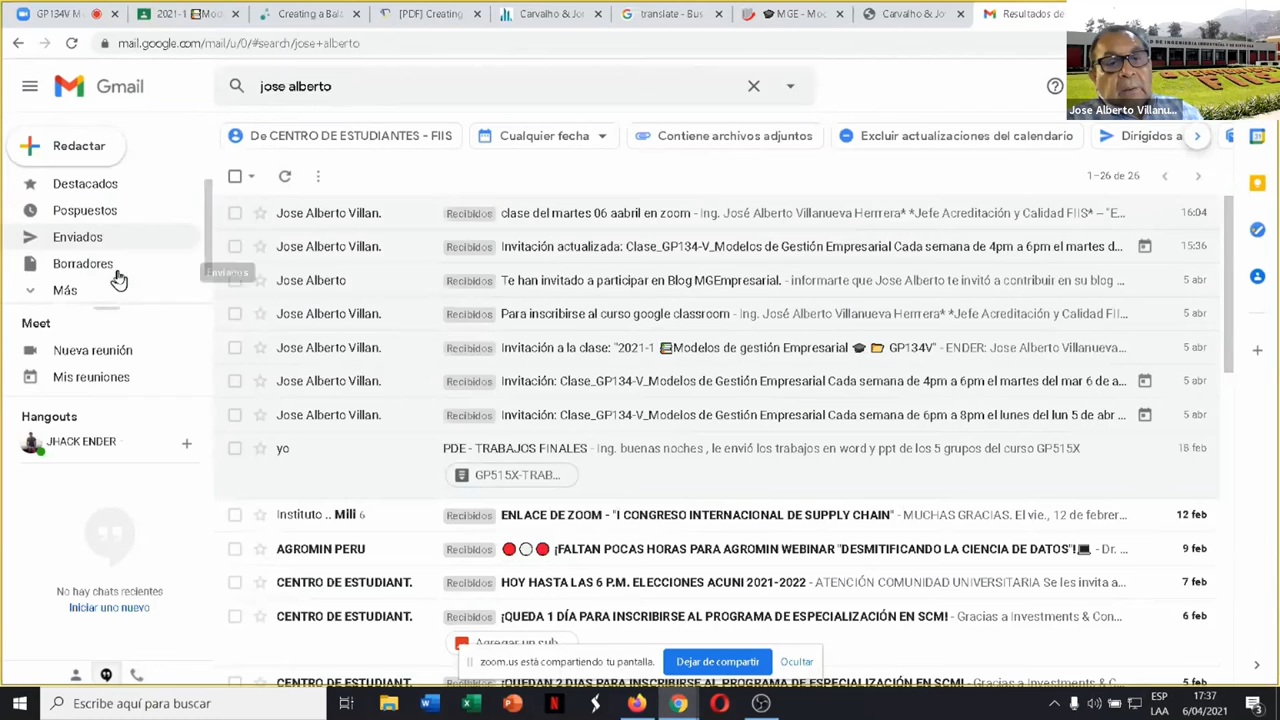 GP134V M
2021-1 Mod
Creating a Bala
[PDF] Creating
Carvalho & Jo
translate - Bus
MGE - Mod
Carvalho & Jo
Resultados de
mail.google.com/mail/u/0/#search/jose+alberto
Gmail
jose alberto
Jose Alberto Villanu...
Redactar
De CENTRO DE ESTUDIANTES - FIIS
Cualquier fecha
Contiene archivos adjuntos
Excluir actualizaciones del calendario
Dirigidos a
1–26 de 26
Destacados
Pospuestos
Enviados
Borradores
Enviados
Más
Meet
Nueva reunión
Mis reuniones
Hangouts
JHACK ENDER
No hay chats recientes
Iniciar uno nuevo
Jose Alberto Villan. Recibidos clase del martes 06 aabril en zoom - Ing. José Alberto Villanueva Herrrera* *Jefe Acreditación y Calidad FIIS* -- "E... 16:04
Jose Alberto Villan. Recibidos Invitación actualizada: Clase_GP134-V_Modelos de Gestión Empresarial Cada semana de 4pm a 6pm el martes d... 15:36
Jose Alberto Recibidos Te han invitado a participar en Blog MGEmpresarial. - informarte que Jose Alberto te invitó a contribuir en su blog ... 5 abr
Jose Alberto Villan. Recibidos Para inscribirse al curso google classroom - Ing. José Alberto Villanueva Herrera* *Jefe Acreditación y Calidad FII... 5 abr
Jose Alberto Villan. Recibidos Invitación a la clase: "2021-1 Modelos de gestión Empresarial GP134V" - ENDER: Jose Alberto Villanueva... 5 abr
Jose Alberto Villan. Recibidos Invitación: Clase_GP134-V_Modelos de Gestión Empresarial Cada semana de 4pm a 6pm el martes del mar 6 de a... 5 abr
Jose Alberto Villan. Recibidos Invitación: Clase_GP134-V_Modelos de Gestión Empresarial Cada semana de 6pm a 8pm el lunes del lun 5 de abr ... 5 abr
yo PDE - TRABAJOS FINALES - Ing. buenas noches , le envió los trabajos en word y ppt de los 5 grupos del curso GP515X 18 feb
GP515X-TRAB...
Instituto .. Mili 6 Recibidos ENLACE DE ZOOM - "I CONGRESO INTERNACIONAL DE SUPPLY CHAIN" - MUCHAS GRACIAS. El vie., 12 de febrer... 12 feb
AGROMIN PERU Recibidos ¡FALTAN POCAS HORAS PARA AGROMIN WEBINAR "DESMITIFICANDO LA CIENCIA DE DATOS"! - Dr. ... 9 feb
CENTRO DE ESTUDIANT. Recibidos HOY HASTA LAS 6 P.M. ELECCIONES ACUNI 2021-2022 - ATENCIÓN COMUNIDAD UNIVERSITARIA Se les invita a... 7 feb
CENTRO DE ESTUDIANT. Recibidos ¡QUEDA 1 DÍA PARA INSCRIBIRSE AL PROGRAMA DE ESPECIALIZACIÓN EN SCM! - Gracias a Investments & Con... 6 feb
Agregar un sub...
zoom.us está compartiendo tu pantalla. Dejar de compartir Ocultar
CENTRO DE ESTUDIANT. Recibidos ¡QUEDAN 2 DIAS PARA INSCRIBIRSE AL PROGRAMA DE ESPECIALIZACIÓN EN SCM! - Gracias a Investments & Con... 5 feb
Escribe aquí para buscar
ESP
LAA
17:37
6/04/2021